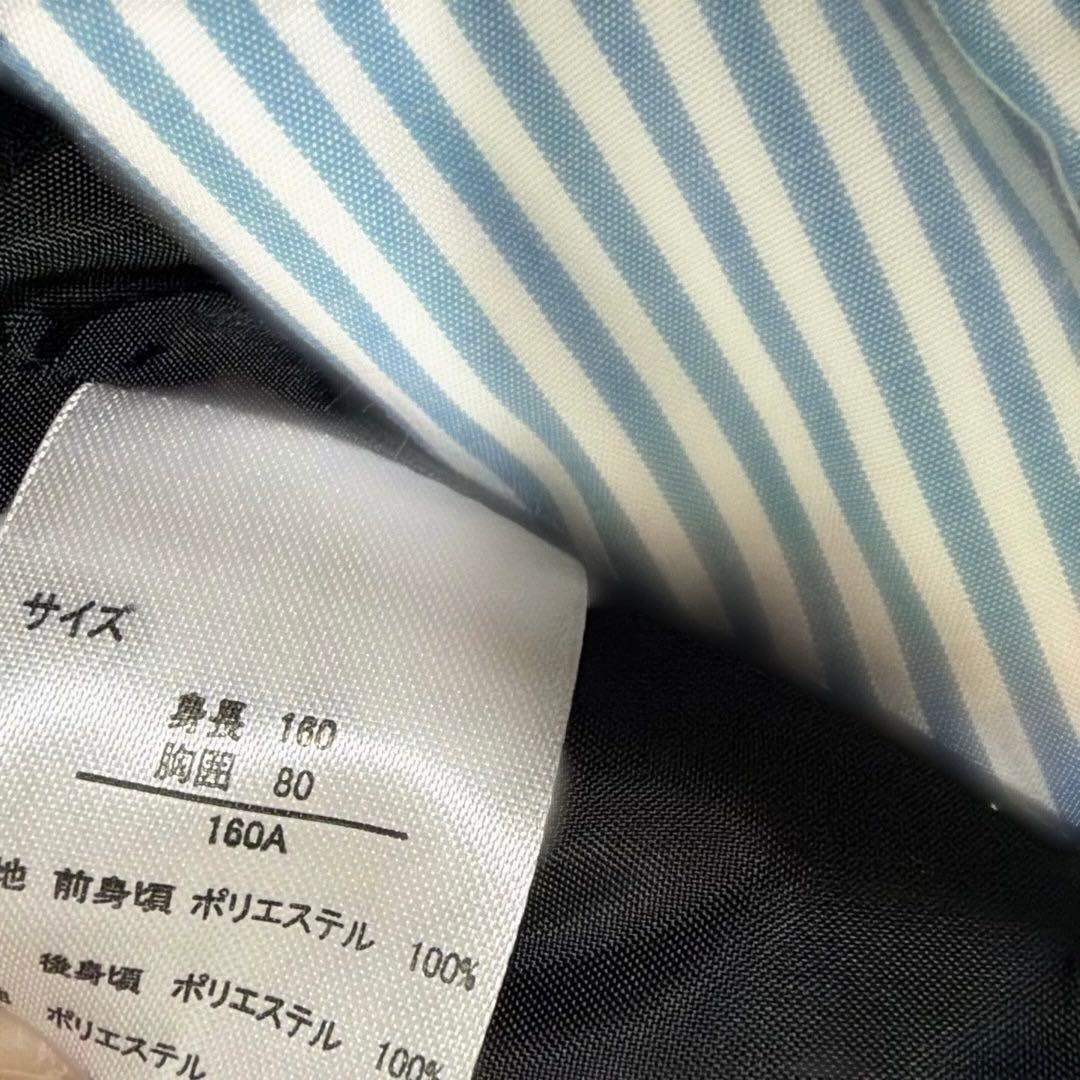 サイズ
身長 160
胸囲 80
160A
地 前身頃 ポリエステル 100%
後身頃 ポリエステル 100%
ポリエステル